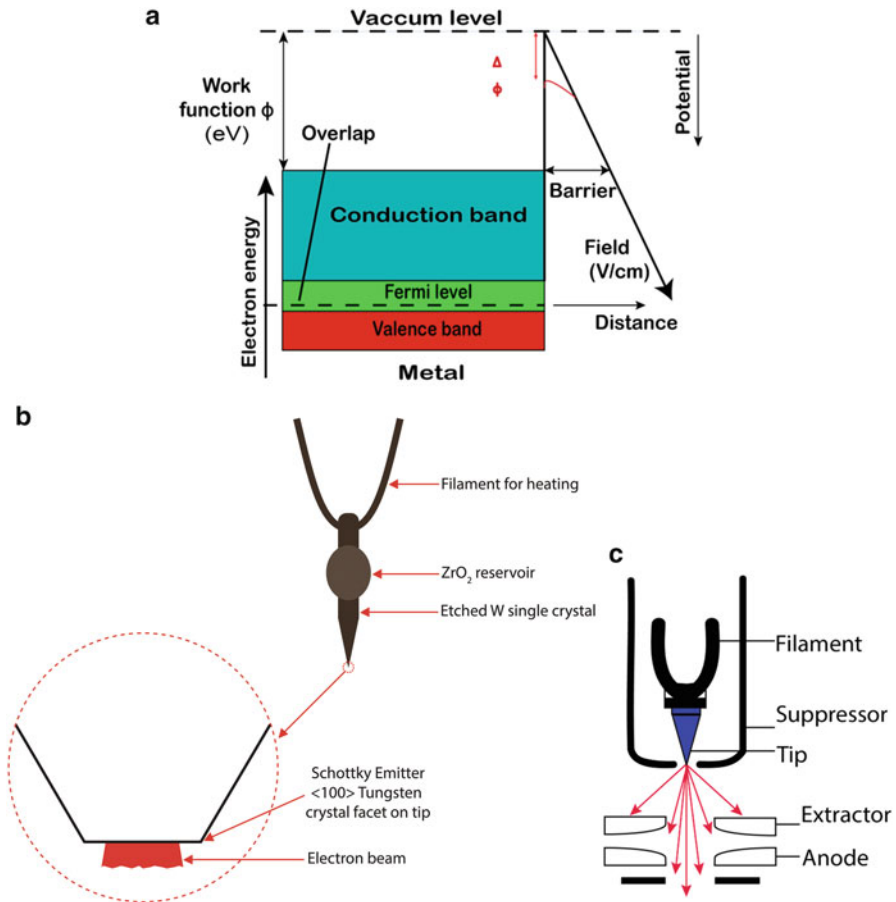 a
Vaccum level
Work
function ϕ
(eV)
Δ
ϕ
Potential
Overlap
Barrier
Electron energy
Conduction band
Field
(V/cm)
Fermi level
Distance
Valence band
Metal
b
Filament for heating
ZrO₂ reservoir
Etched W single crystal
Schottky Emitter
<100> Tungsten
crystal facet on tip
Electron beam
c
Filament
Suppressor
Tip
Extractor
Anode